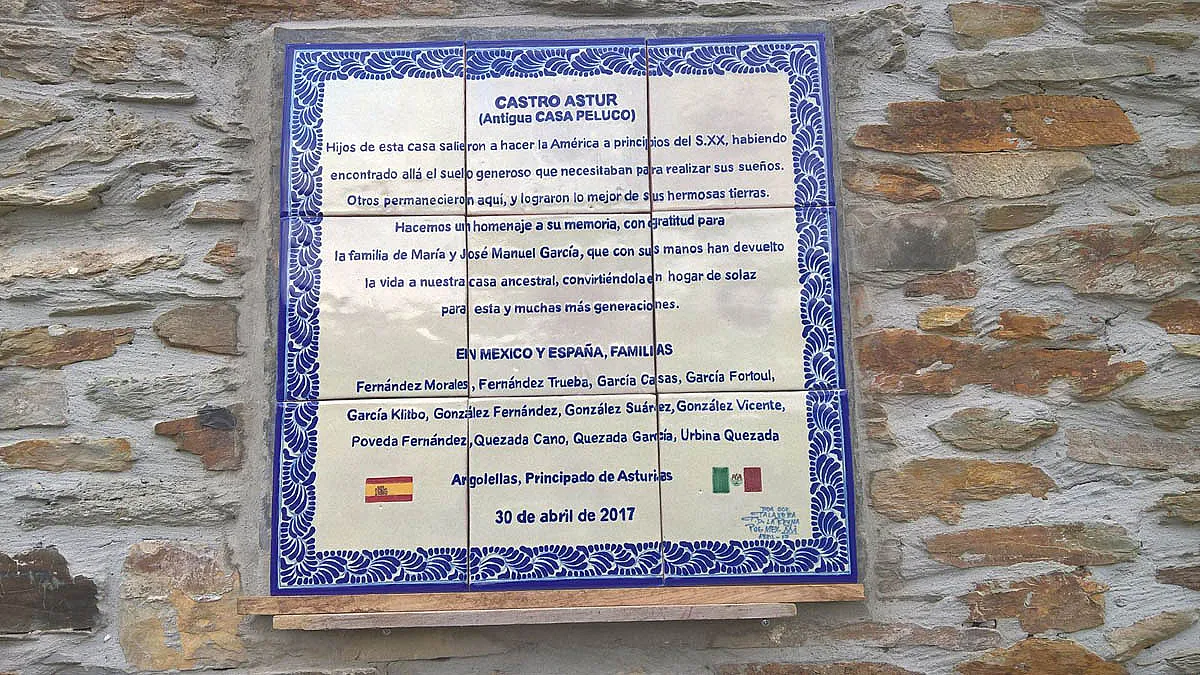 CASTRO ASTUR
(Antigua CASA PELUCO)
Hijos de esta casa salieron a hacer la América a principios del S.XX, habiendo
encontrado allá el suelo generoso que necesitaban para realizar sus sueños.
Otros permanecieron aquí, y lograron lo mejor de sus hermosas tierras.
Hacemos un homenaje a su memoria, con gratitud para
la familia de María y José Manuel García, que con sus manos han devuelto
la vida a nuestra casa ancestral, convirtiéndola en hogar de solaz
para esta y muchas más generaciones.
EN MEXICO Y ESPAÑA, FAMILIAS
Fernández Morales, Fernández Trueba, García Casas, García Fortoul,
García Klitbo, González Fernández, González Suárez, González Vicente,
Poveda Fernández, Quezada Cano, Quezada García, Urbina Quezada
Argolellas, Principado de Asturias
30 de abril de 2017
TALAVERA
D. LA REYNA